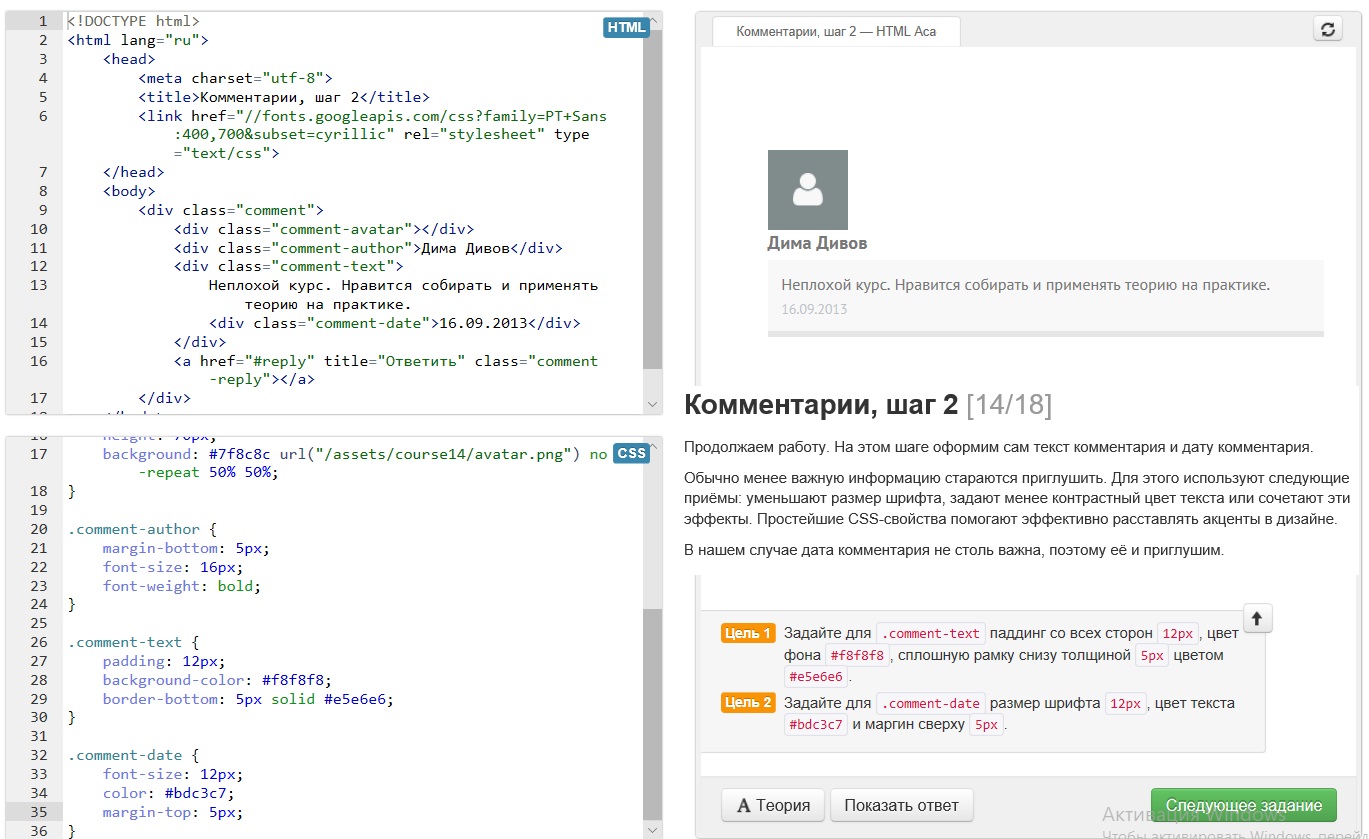 1 <!DOCTYPE html>
HTML
2 <html lang="ru">
3 <head>
4 <meta charset="utf-8">
5 <title>Комментарии, шаг 2</title>
6 <link href="//fonts.googleapis.com/css?family=PT+Sans
:400,700&subset=cyrillic" rel="stylesheet" type
="text/css">
7 </head>
8 <body>
9 <div class="comment">
10 <div class="comment-avatar"></div>
11 <div class="comment-author">Дима Дивов</div>
12 <div class="comment-text">
13 Неплохой курс. Нравится собирать и применять
теорию на практике.
14 <div class="comment-date">16.09.2013</div>
15 </div>
16 <a href="#reply" title="Ответить" class="comment
-reply"></a>
17 </div>
CSS
17 background: #7f8c8c url("/assets/course14/avatar.png") no
-repeat 50% 50%;
18 }
19
20 .comment-author {
21 margin-bottom: 5px;
22 font-size: 16px;
23 font-weight: bold;
24 }
25
26 .comment-text {
27 padding: 12px;
28 background-color: #f8f8f8;
29 border-bottom: 5px solid #e5e6e6;
30 }
31
32 .comment-date {
33 font-size: 12px;
34 color: #bdc3c7;
35 margin-top: 5px;
36 }
Комментарии, шаг 2 — HTML Aca
Дима Дивов
Неплохой курс. Нравится собирать и применять теорию на практике.
16.09.2013
Комментарии, шаг 2 [14/18]
Продолжаем работу. На этом шаге оформим сам текст комментария и дату комментария.
Обычно менее важную информацию стараются приглушить. Для этого используют следующие
приёмы: уменьшают размер шрифта, задают менее контрастный цвет текста или сочетают эти
эффекты. Простейшие CSS-свойства помогают эффективно расставлять акценты в дизайне.
В нашем случае дата комментария не столь важна, поэтому её и приглушим.
Цель 1 Задайте для .comment-text паддинг со всех сторон 12px, цвет
фона #f8f8f8, сплошную рамку снизу толщиной 5px цветом
#e5e6e6.
Цель 2 Задайте для .comment-date размер шрифта 12px, цвет текста
#bdc3c7 и маргин сверху 5px.
A Теория
Показать ответ
Следующее задание
Активация Windows
Чтобы активировать Windows, перей